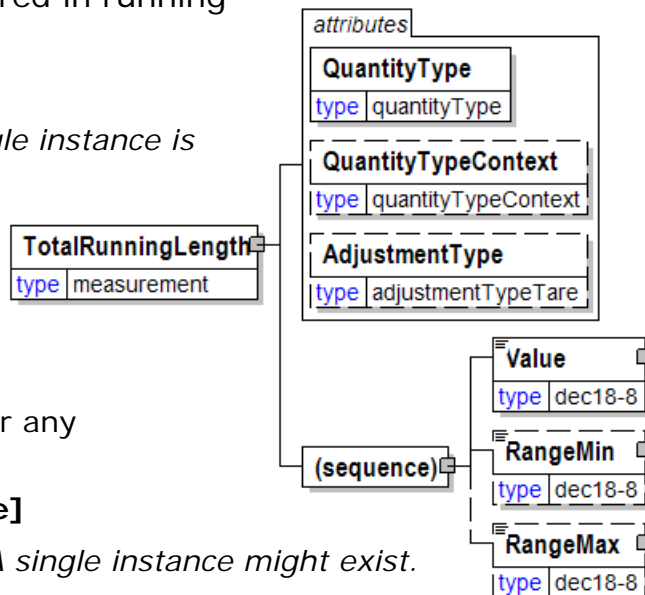 red in running
gle instance is
r any
e]
A single instance might exist.
TotalRunningLength
type measurement
attributes
QuantityType
type quantityType
QuantityTypeContext
type quantityTypeContext
AdjustmentType
type adjustmentTypeTare
(sequence)
Value
type dec18-8
RangeMin
type dec18-8
RangeMax
type dec18-8